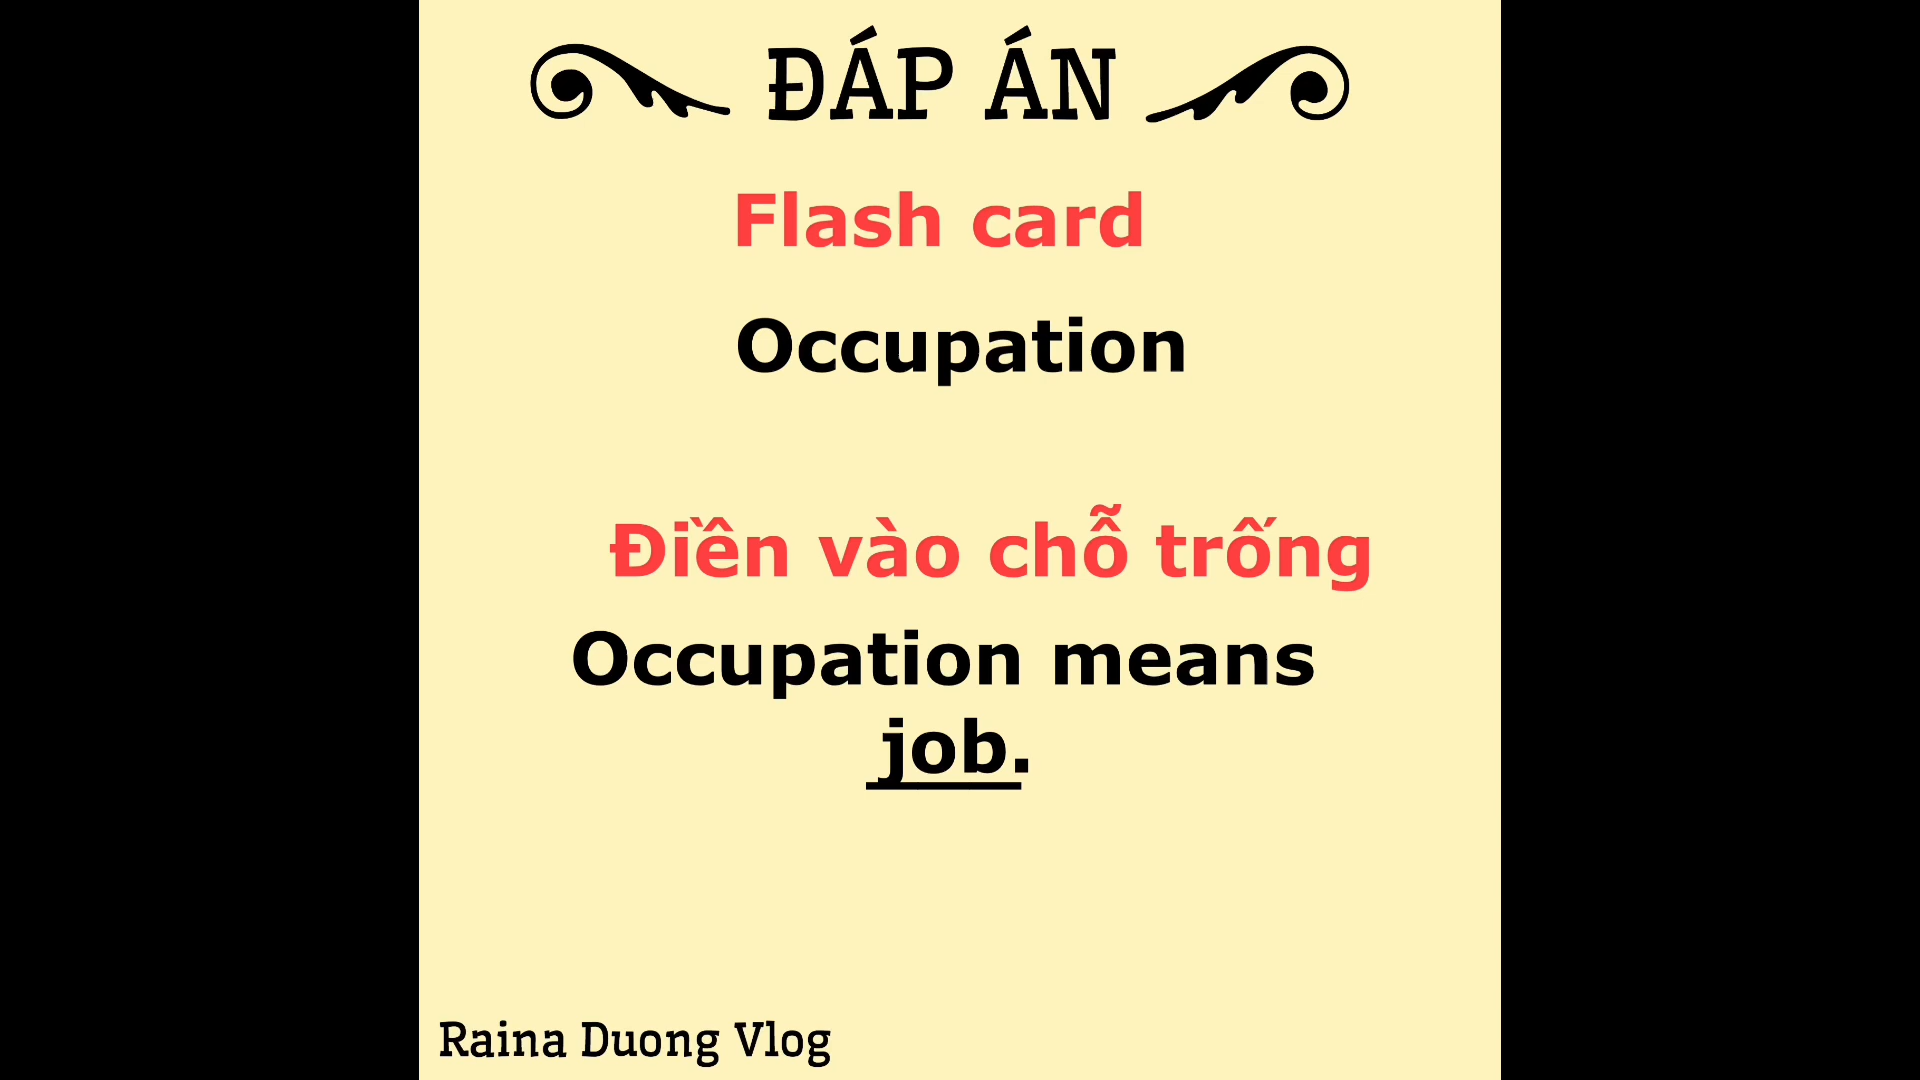 ĐÁP ÁN
Flash card
Occupation
Điền vào chỗ trống
Occupation means
job.
Raina Duong Vlog